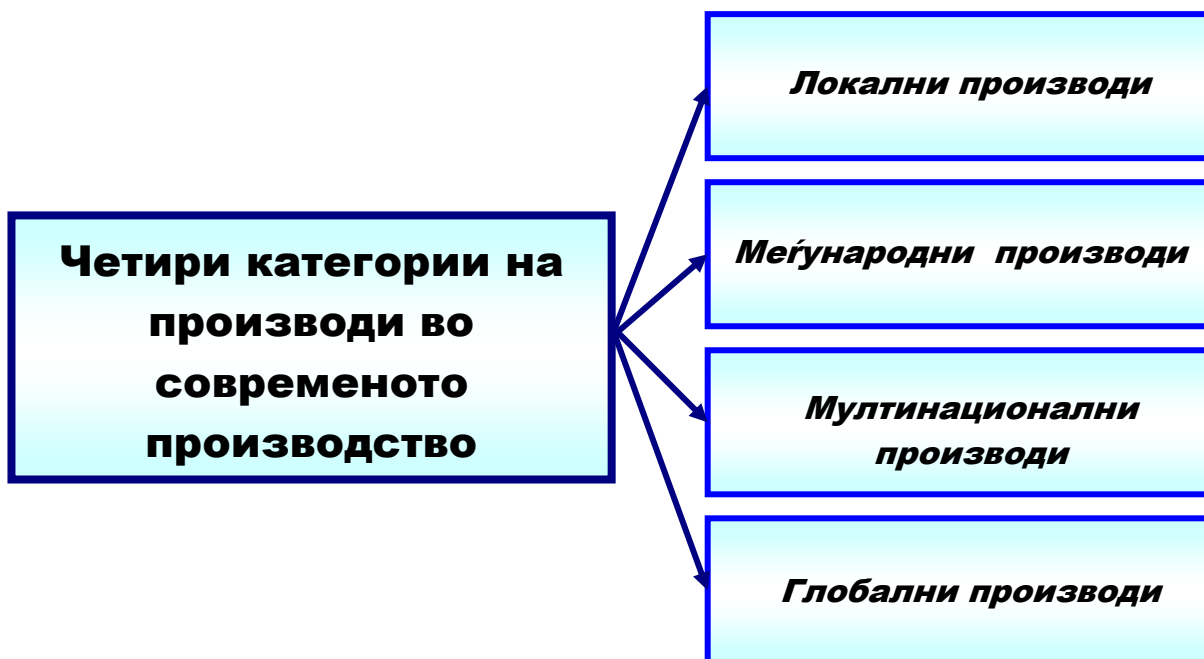 Четири категории на
производи во
современото
производство
Локални производи
Меѓународни производи
Мултинационални
производи
Глобални производи